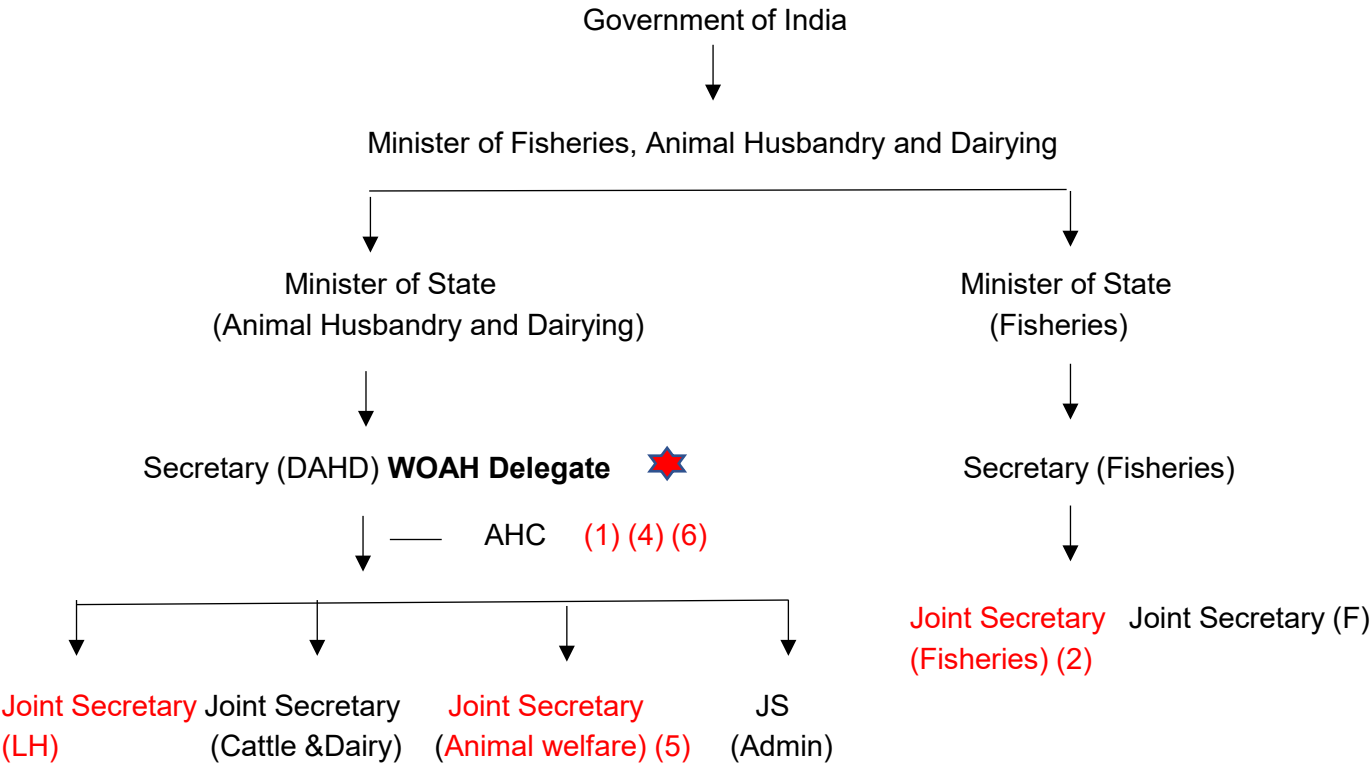 Government of India
Minister of Fisheries, Animal Husbandry and Dairying
Minister of State
(Animal Husbandry and Dairying)
Minister of State
(Fisheries)
Secretary (DAHD) WOAH Delegate
Secretary (Fisheries)
AHC (1) (4) (6)
Joint Secretary
(Fisheries) (2)
Joint Secretary (F)
Joint Secretary
(LH)
Joint Secretary
(Cattle &Dairy)
Joint Secretary
(Animal welfare) (5)
JS
(Admin)